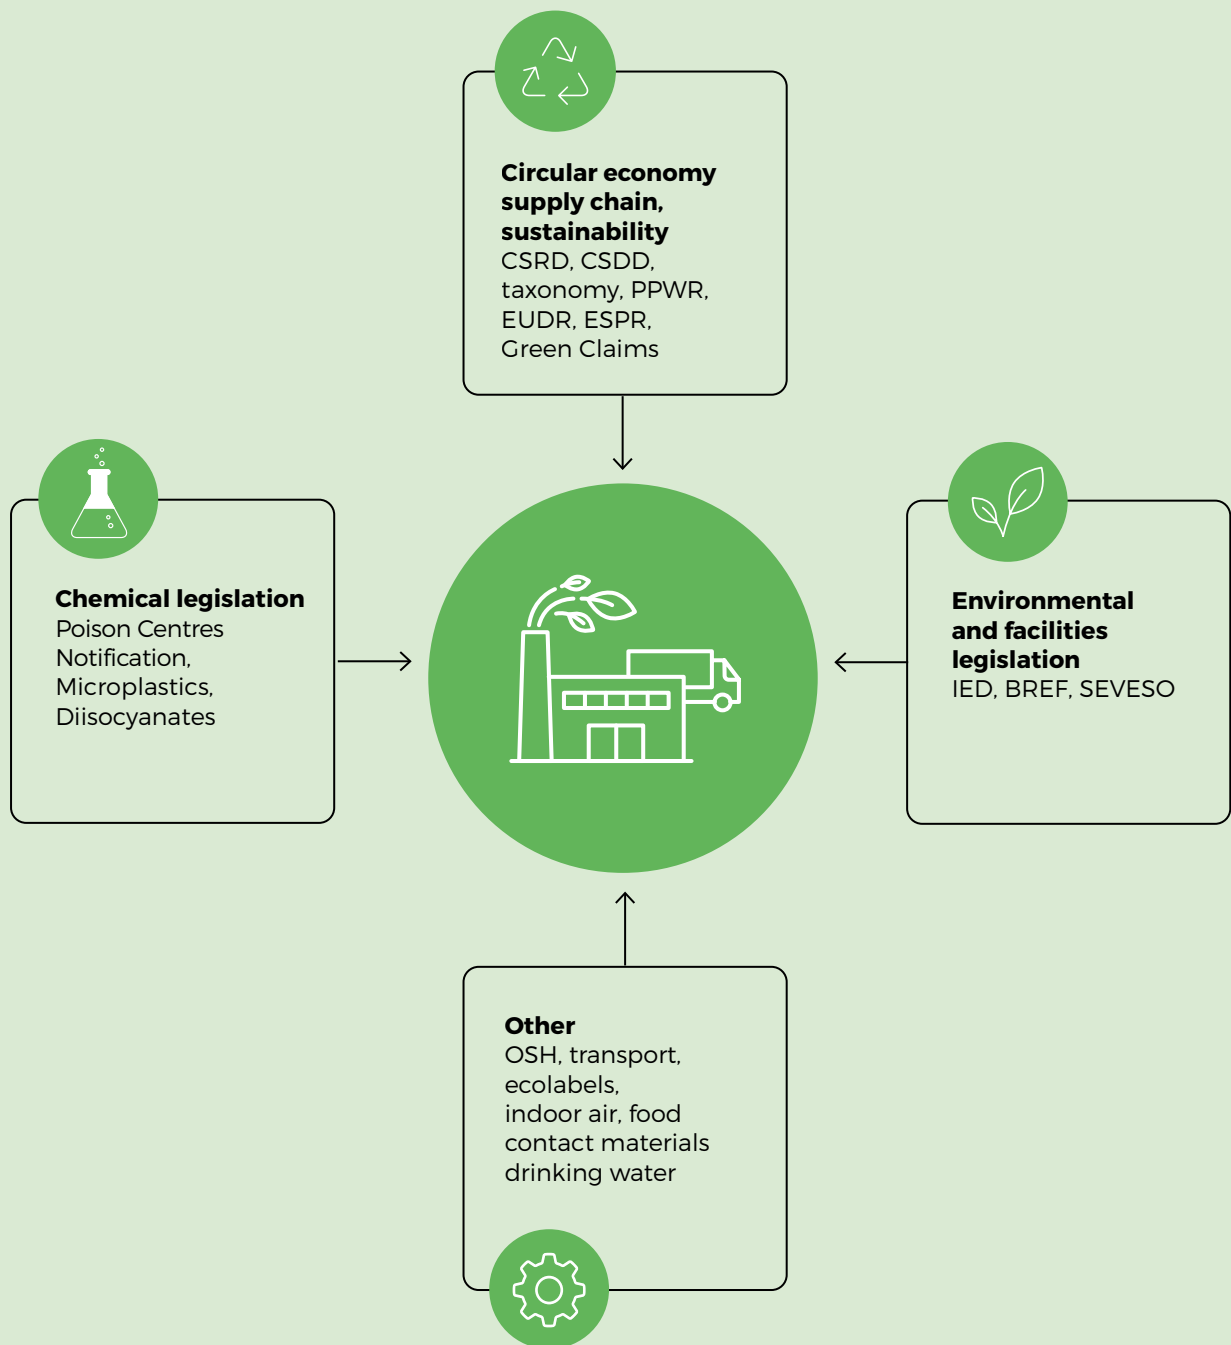 Circular economy
supply chain,
sustainability
CSRD, CSDD,
taxonomy, PPWR,
EUDR, ESPR,
Green Claims
Chemical legislation
Poison Centres
Notification,
Microplastics,
Diisocyanates
Environmental
and facilities
legislation
IED, BREF, SEVESO
Other
OSH, transport,
ecolabels,
indoor air, food
contact materials
drinking water